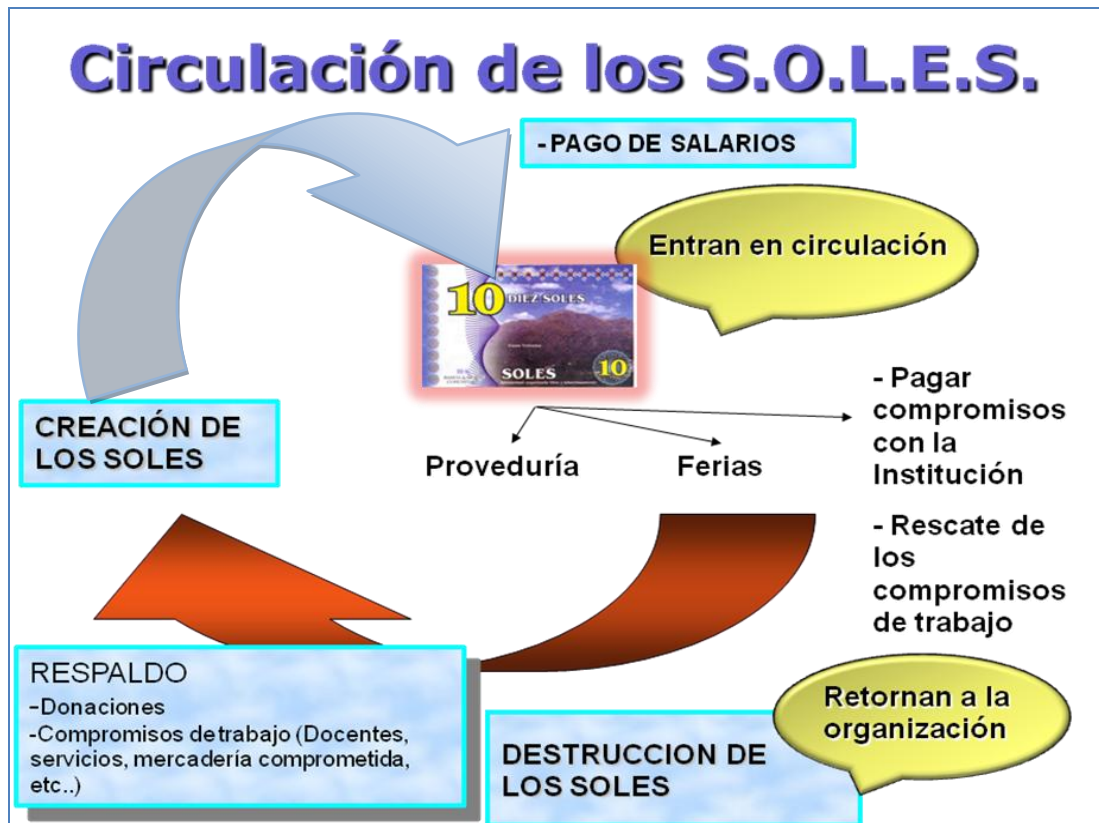 Circulación de los S.O.L.E.S.
- PAGO DE SALARIOS
Entran en circulación
10
DIEZ SOLES
SOLES
10
CREACIÓN DE
LOS SOLES
Proveduría
Ferias
- Pagar
compromisos
con la
Institución
- Rescate de
los
compromisos
de trabajo
RESPALDO
-Donaciones
-Compromisos de trabajo (Docentes,
servicios, mercadería comprometida,
etc..)
DESTRUCCION DE
LOS SOLES
Retornan a la
organización